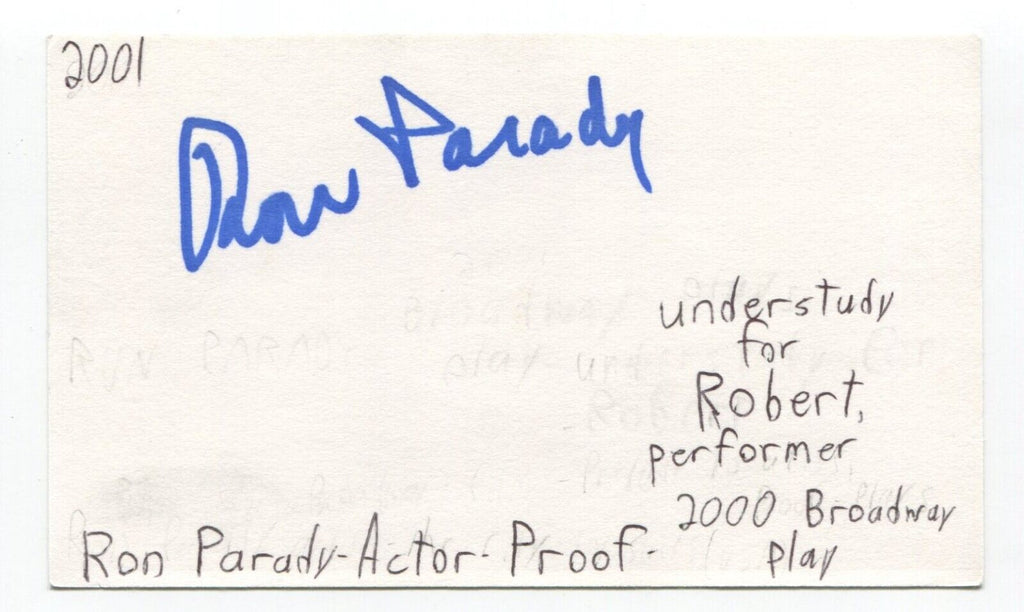 2001
Ron Parady
understudy
for
Robert,
performer
2000 Broadway
Ron Parady-Actor-Proof- play